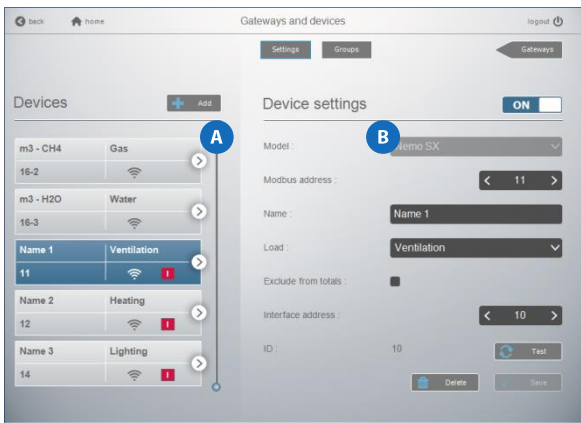 back home Gateways and devices logout
Settings Groups Gateways
Devices Add
Device settings ON
A
B
m3 - CH4 Gas
16-2
m3 - H2O Water
16-3
Name 1 Ventilation
11 I
Name 2 Heating
12 I
Name 3 Lighting
14 I
Model : Nemo SX
Modbus address : 11
Name : Name 1
Load : Ventilation
Exclude from totals :
Interface address : 10
ID : 10 Test
Delete Save